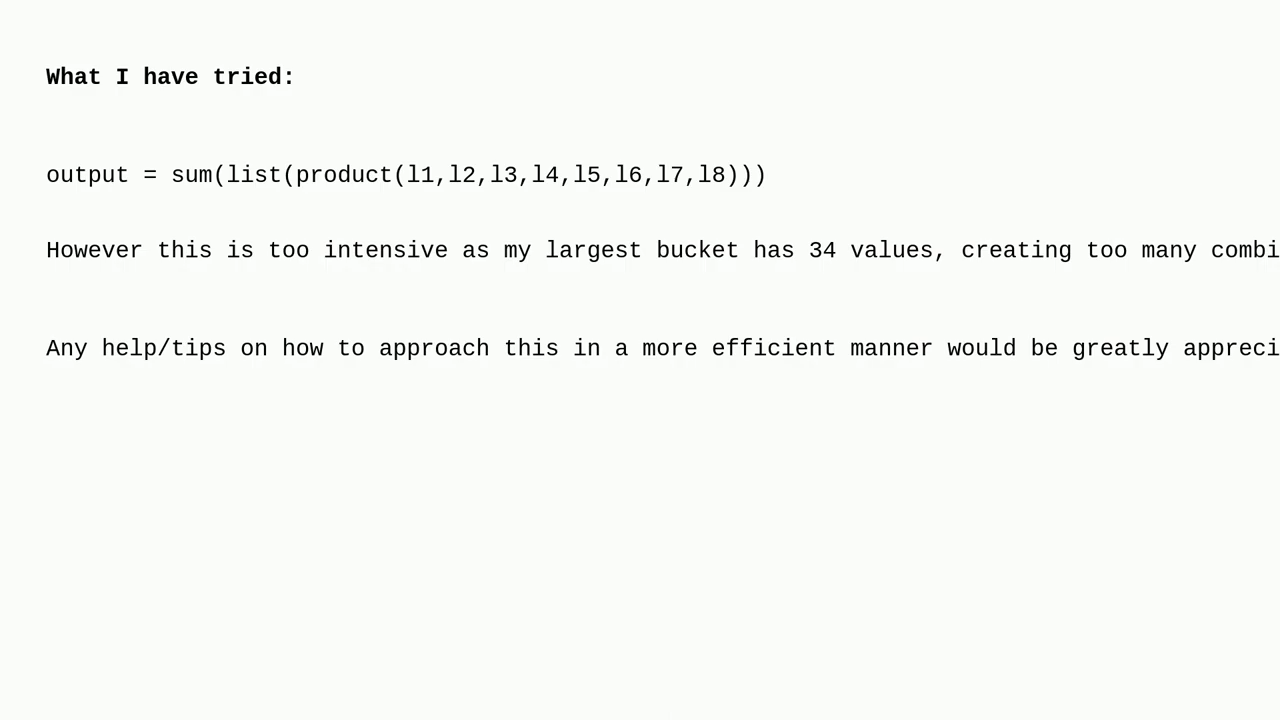 What I have tried:
output = sum(list(product(l1,l2,l3,l4,l5,l6,l7,l8)))
However this is too intensive as my largest bucket has 34 values, creating too many combi
Any help/tips on how to approach this in a more efficient manner would be greatly appreci